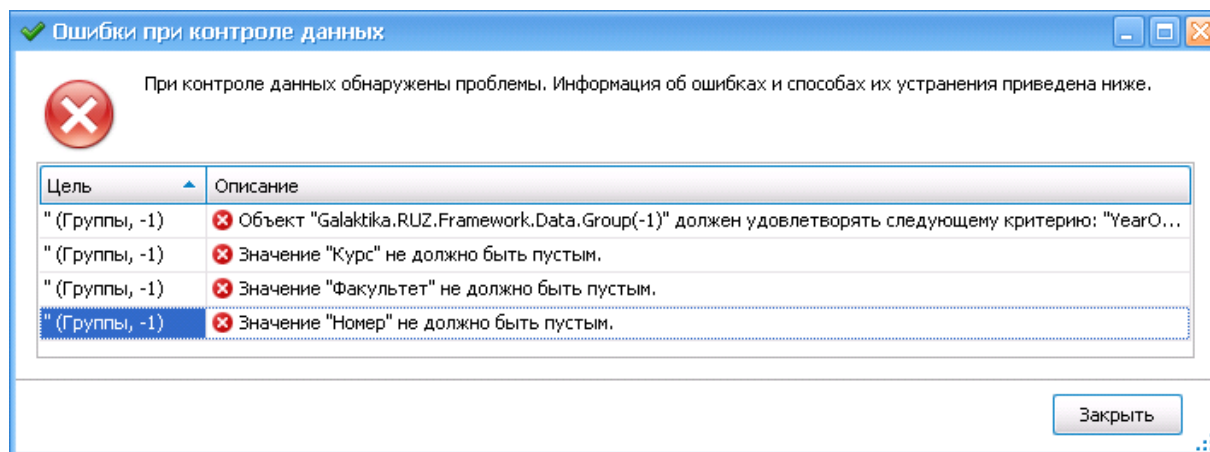 Ошибки при контроле данных
При контроле данных обнаружены проблемы. Информация об ошибках и способах их устранения приведена ниже.
Цель Описание
" (Группы, -1) Объект "Galaktika.RUZ.Framework.Data.Group(-1)" должен удовлетворять следующему критерию: "YearO...
" (Группы, -1) Значение "Курс" не должно быть пустым.
" (Группы, -1) Значение "Факультет" не должно быть пустым.
" (Группы, -1) Значение "Номер" не должно быть пустым.
Закрыть